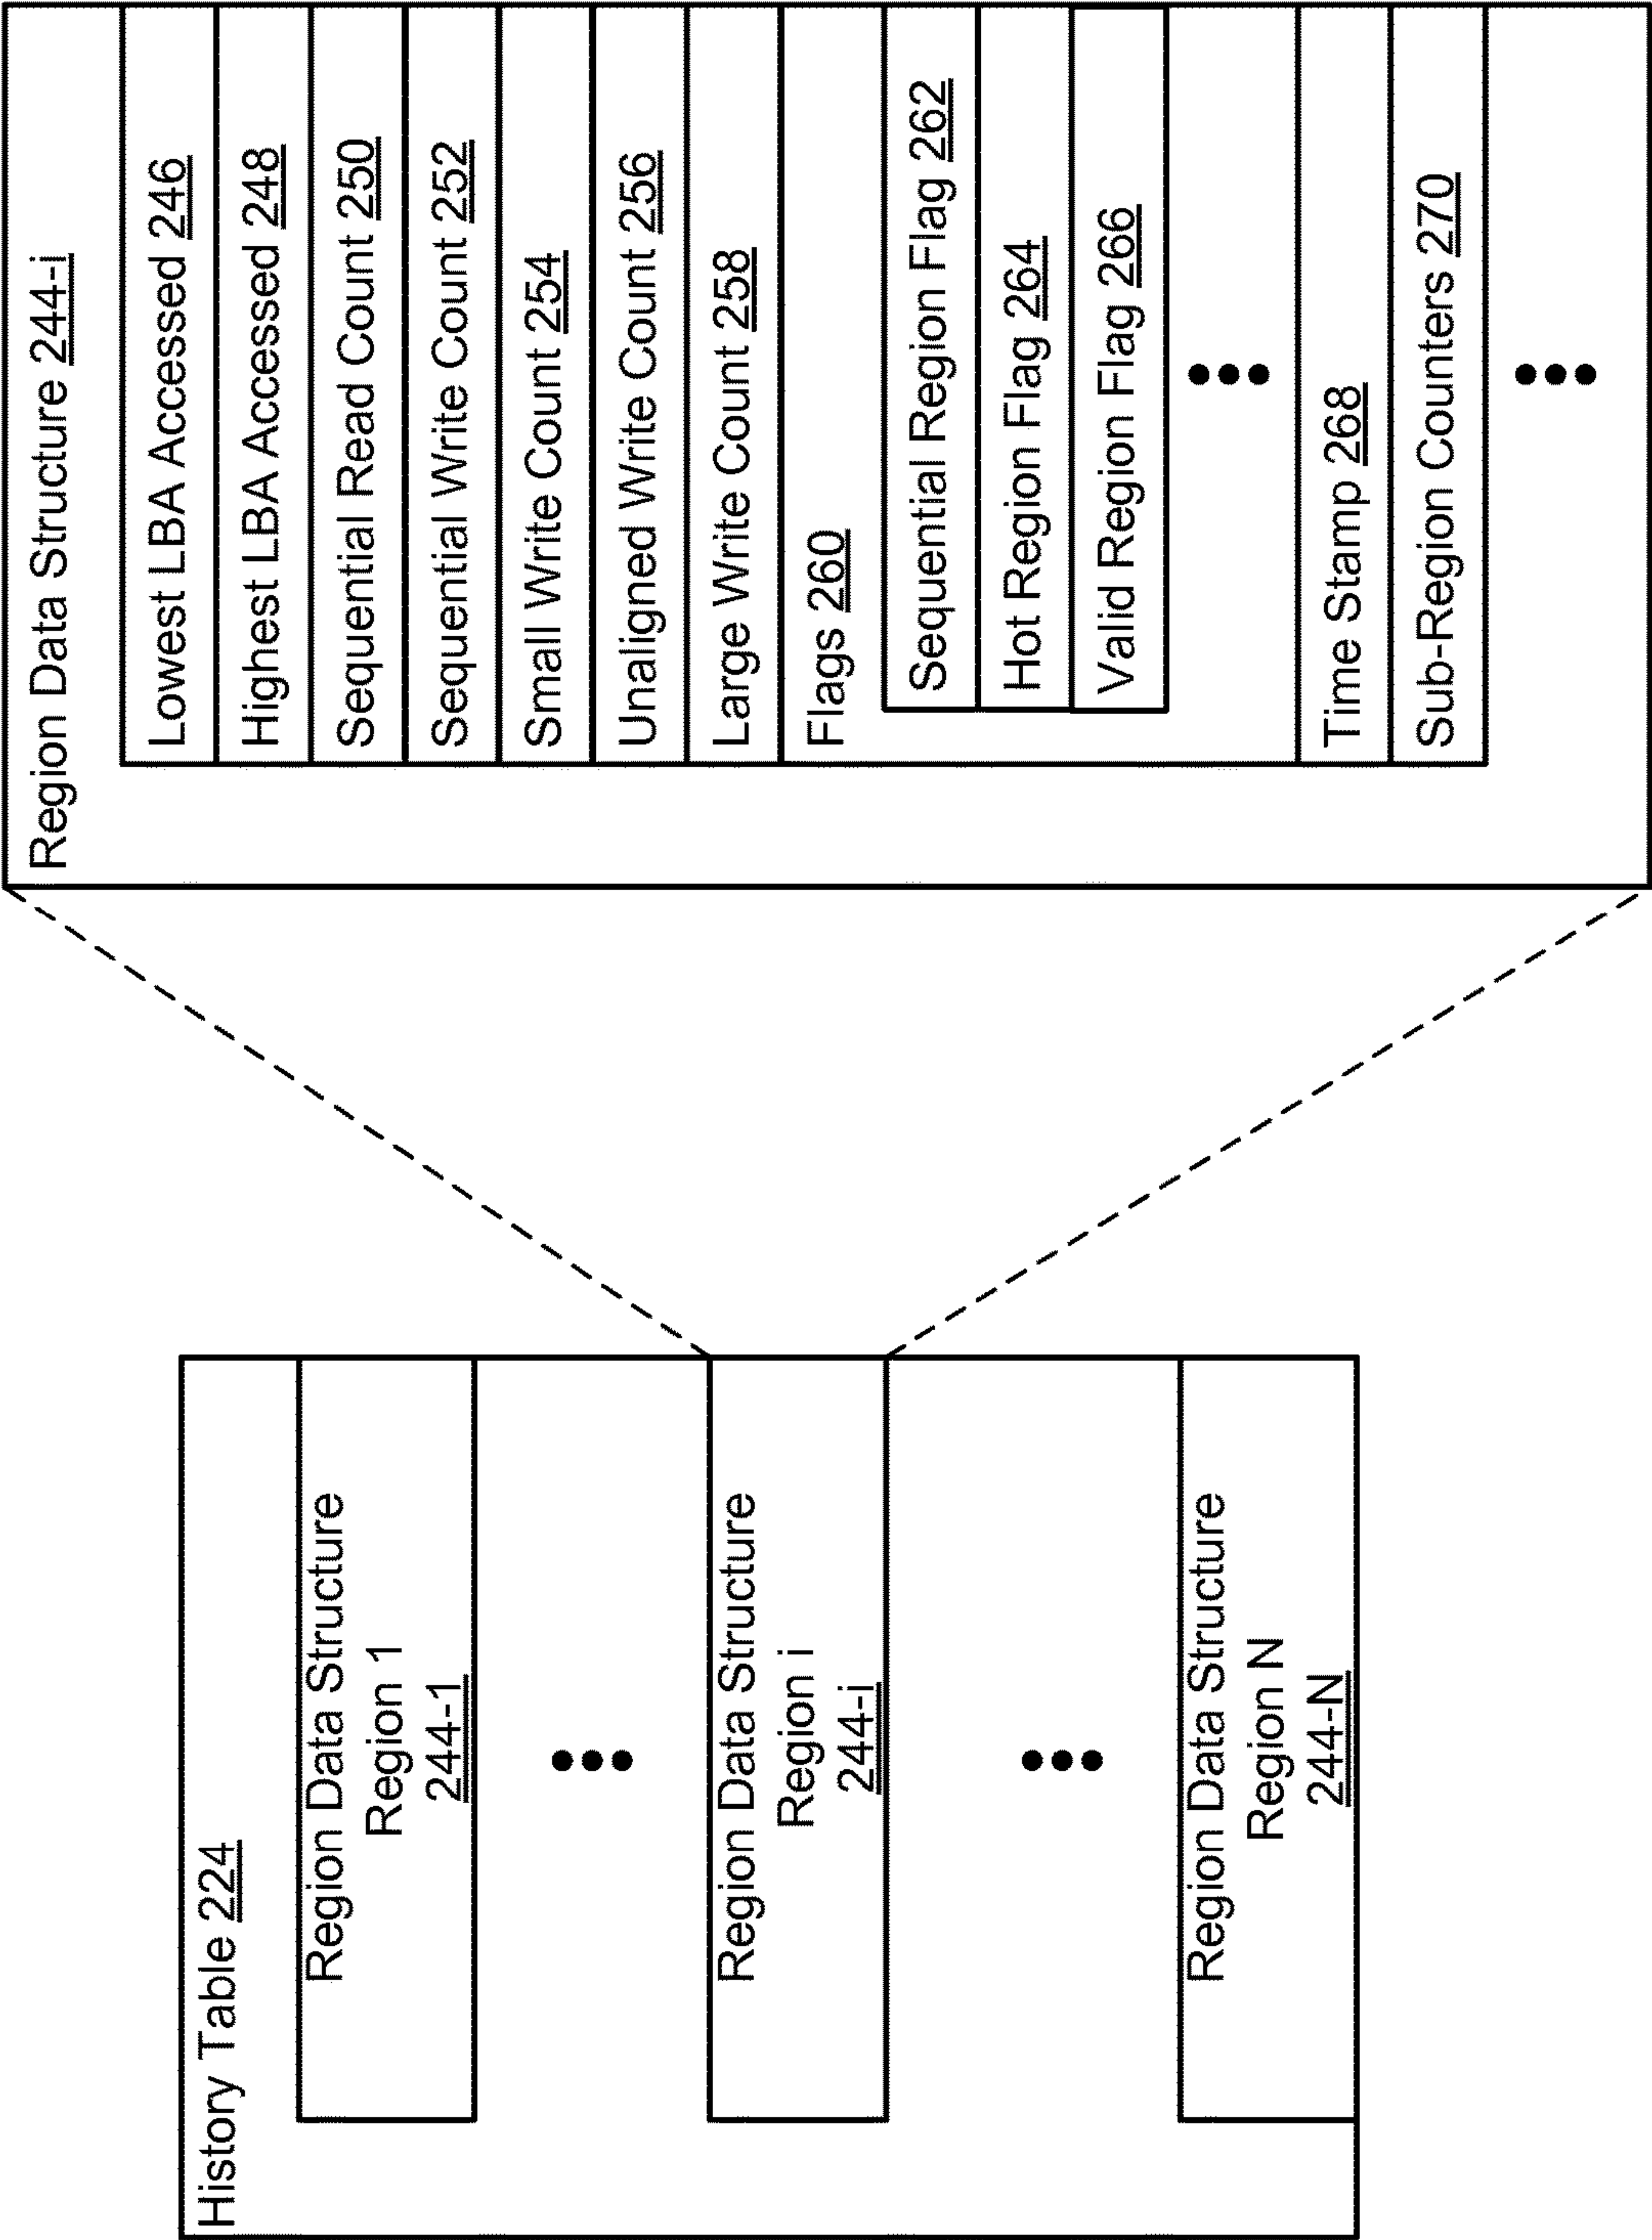 History Table 224
Region Data Structure
Region 1
244-1
Region Data Structure
Region i
244-i
Region Data Structure
Region N
244-N
Region Data Structure 244-i
Lowest LBA Accessed 246
Highest LBA Accessed 248
Sequential Read Count 250
Sequential Write Count 252
Small Write Count 254
Unaligned Write Count 256
Large Write Count 258
Flags 260
Sequential Region Flag 262
Hot Region Flag 264
Valid Region Flag 266
Time Stamp 268
Sub-Region Counters 270